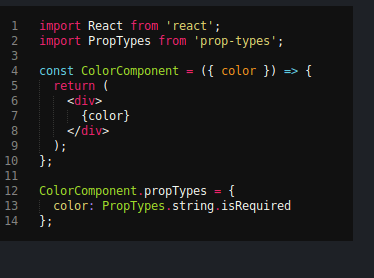 1 import React from 'react';
2 import PropTypes from 'prop-types';
3
4 const ColorComponent = ({ color }) => {
5   return (
6     <div>
7       {color}
8     </div>
9   );
10 };
11
12 ColorComponent.propTypes = {
13   color: PropTypes.string.isRequired
14 };